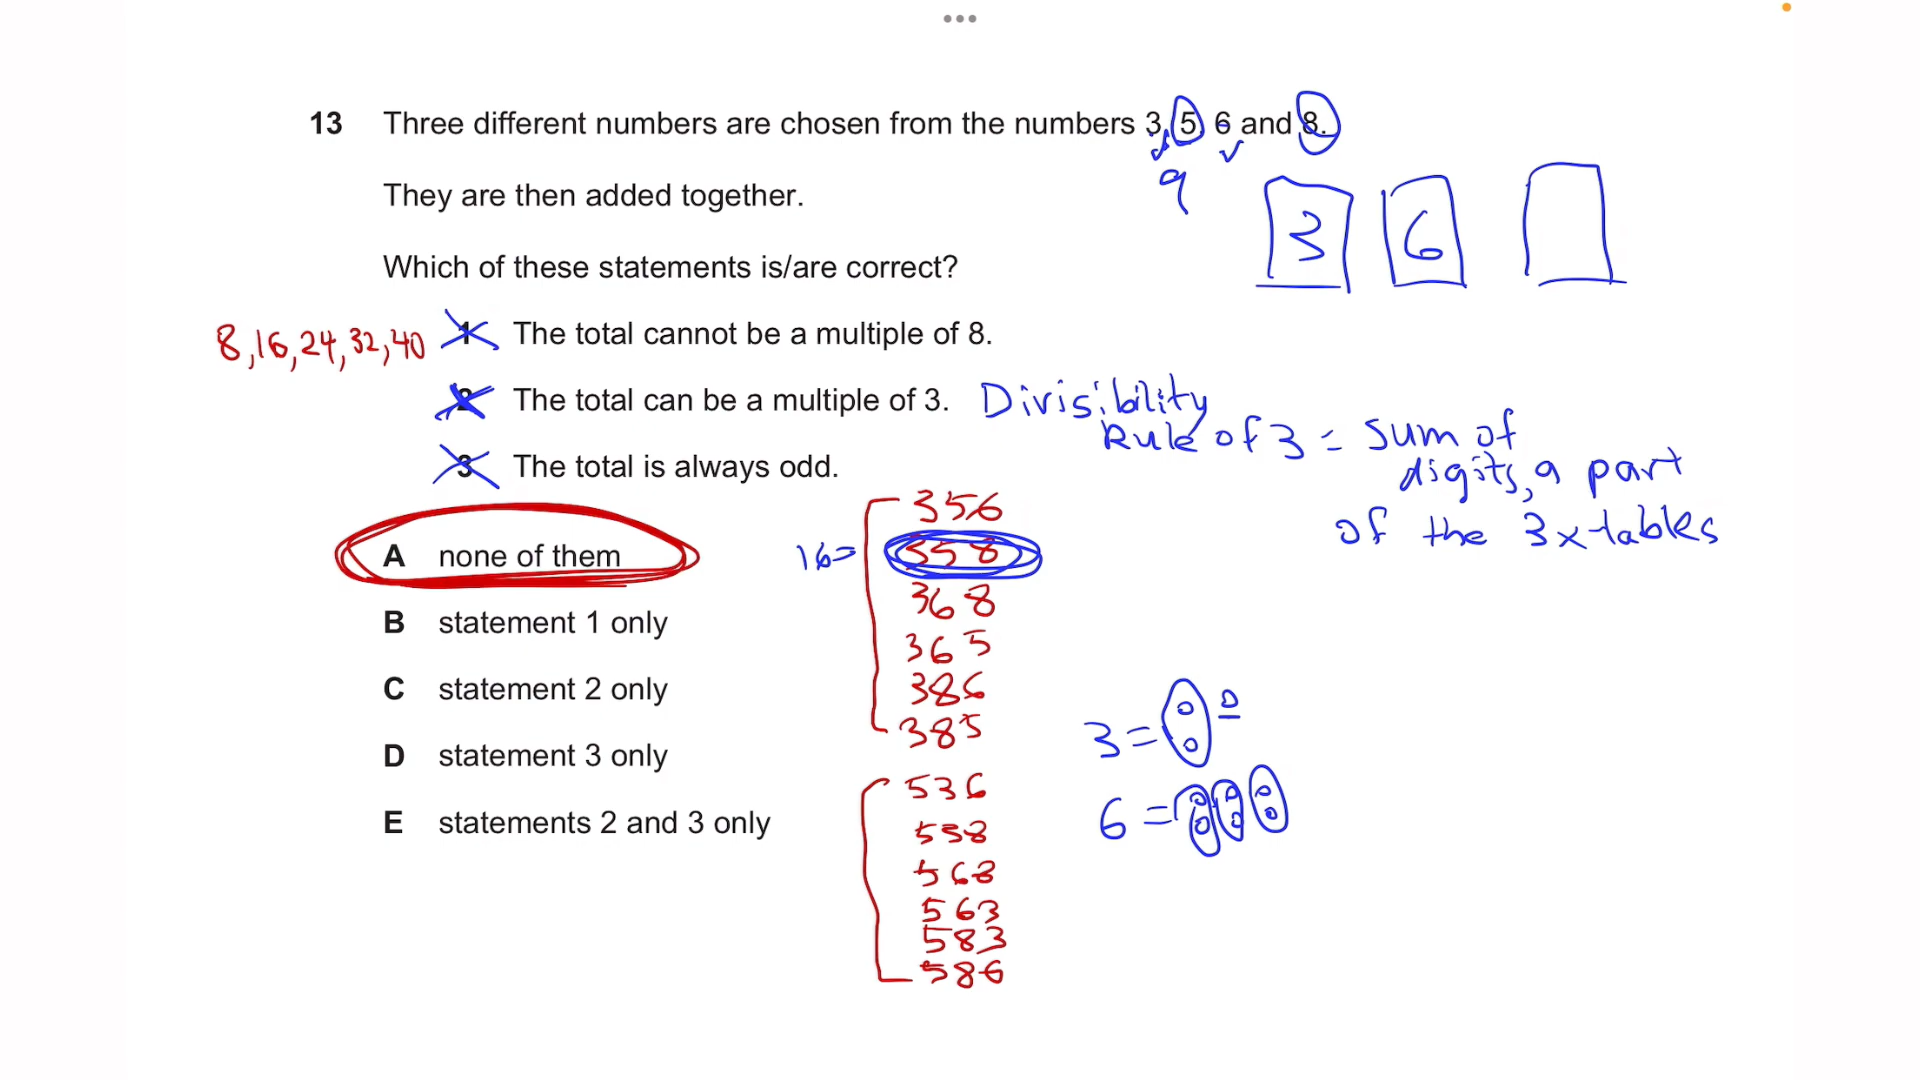 13 Three different numbers are chosen from the numbers 3, 5, 6 and 8.
9
They are then added together.
3 6
Which of these statements is/are correct?
8,16,24,32,40 1 The total cannot be a multiple of 8.
2 The total can be a multiple of 3. Divisibility
Rule of 3 = sum of
3 The total is always odd. digits, a part
of the 3x tables
A none of them
B statement 1 only
C statement 2 only
D statement 3 only
E statements 2 and 3 only
356
16= 358
368
365
386
385
536
538
568
563
583
586
3=
6=